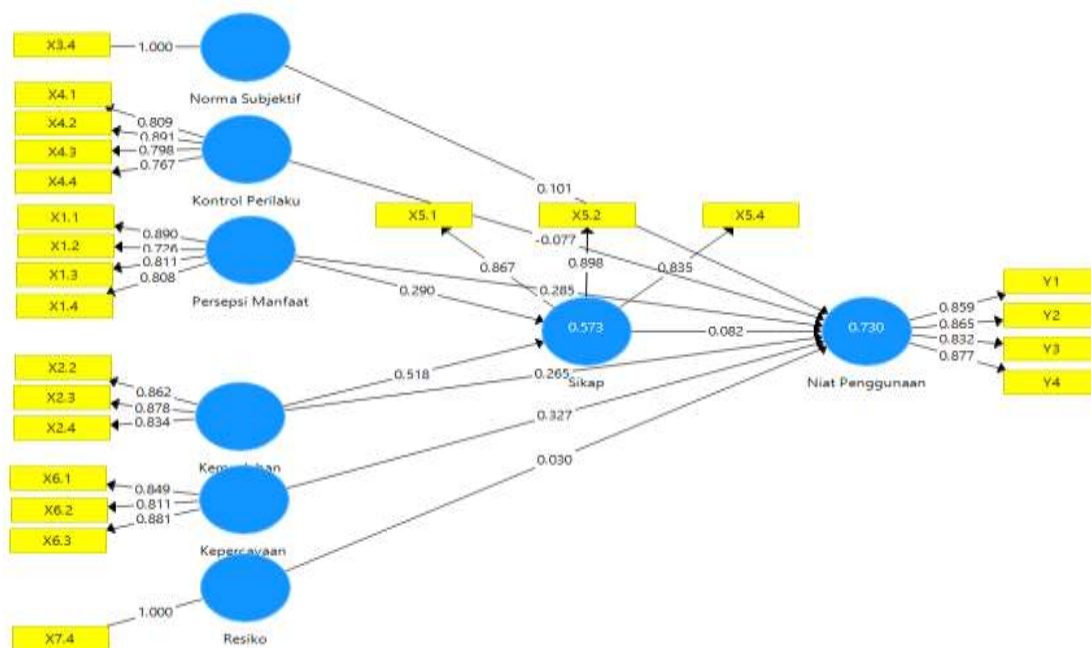 X3.4
1.000
Norma Subjektif
X4.1
X4.2
X4.3
X4.4
0.809
0.891
0.798
0.767
Kontrol Perilaku
0.101
-0.077
X5.1
X5.2
X5.4
0.867
0.898
0.835
X1.1
X1.2
X1.3
X1.4
0.890
0.726
0.811
0.808
Persepsi Manfaat
0.290
0.285
0.573
Sikap
0.082
0.730
Niat Penggunaan
0.859
0.865
0.832
0.877
Y1
Y2
Y3
Y4
X2.2
X2.3
X2.4
0.862
0.878
0.834
0.518
0.265
X6.1
X6.2
X6.3
0.849
0.811
0.881
Kepercayaan
0.327
0.030
X7.4
1.000
Resiko